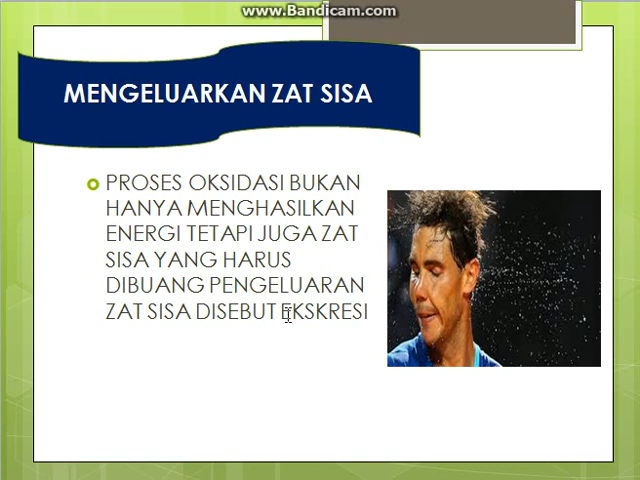 www.Bandicam.com
MENGELUARKAN ZAT SISA
PROSES OKSIDASI BUKAN
HANYA MENGHASILKAN
ENERGI TETAPI JUGA ZAT
SISA YANG HARUS
DIBUANG PENGELUARAN
ZAT SISA DISEBUT EKSKRESI